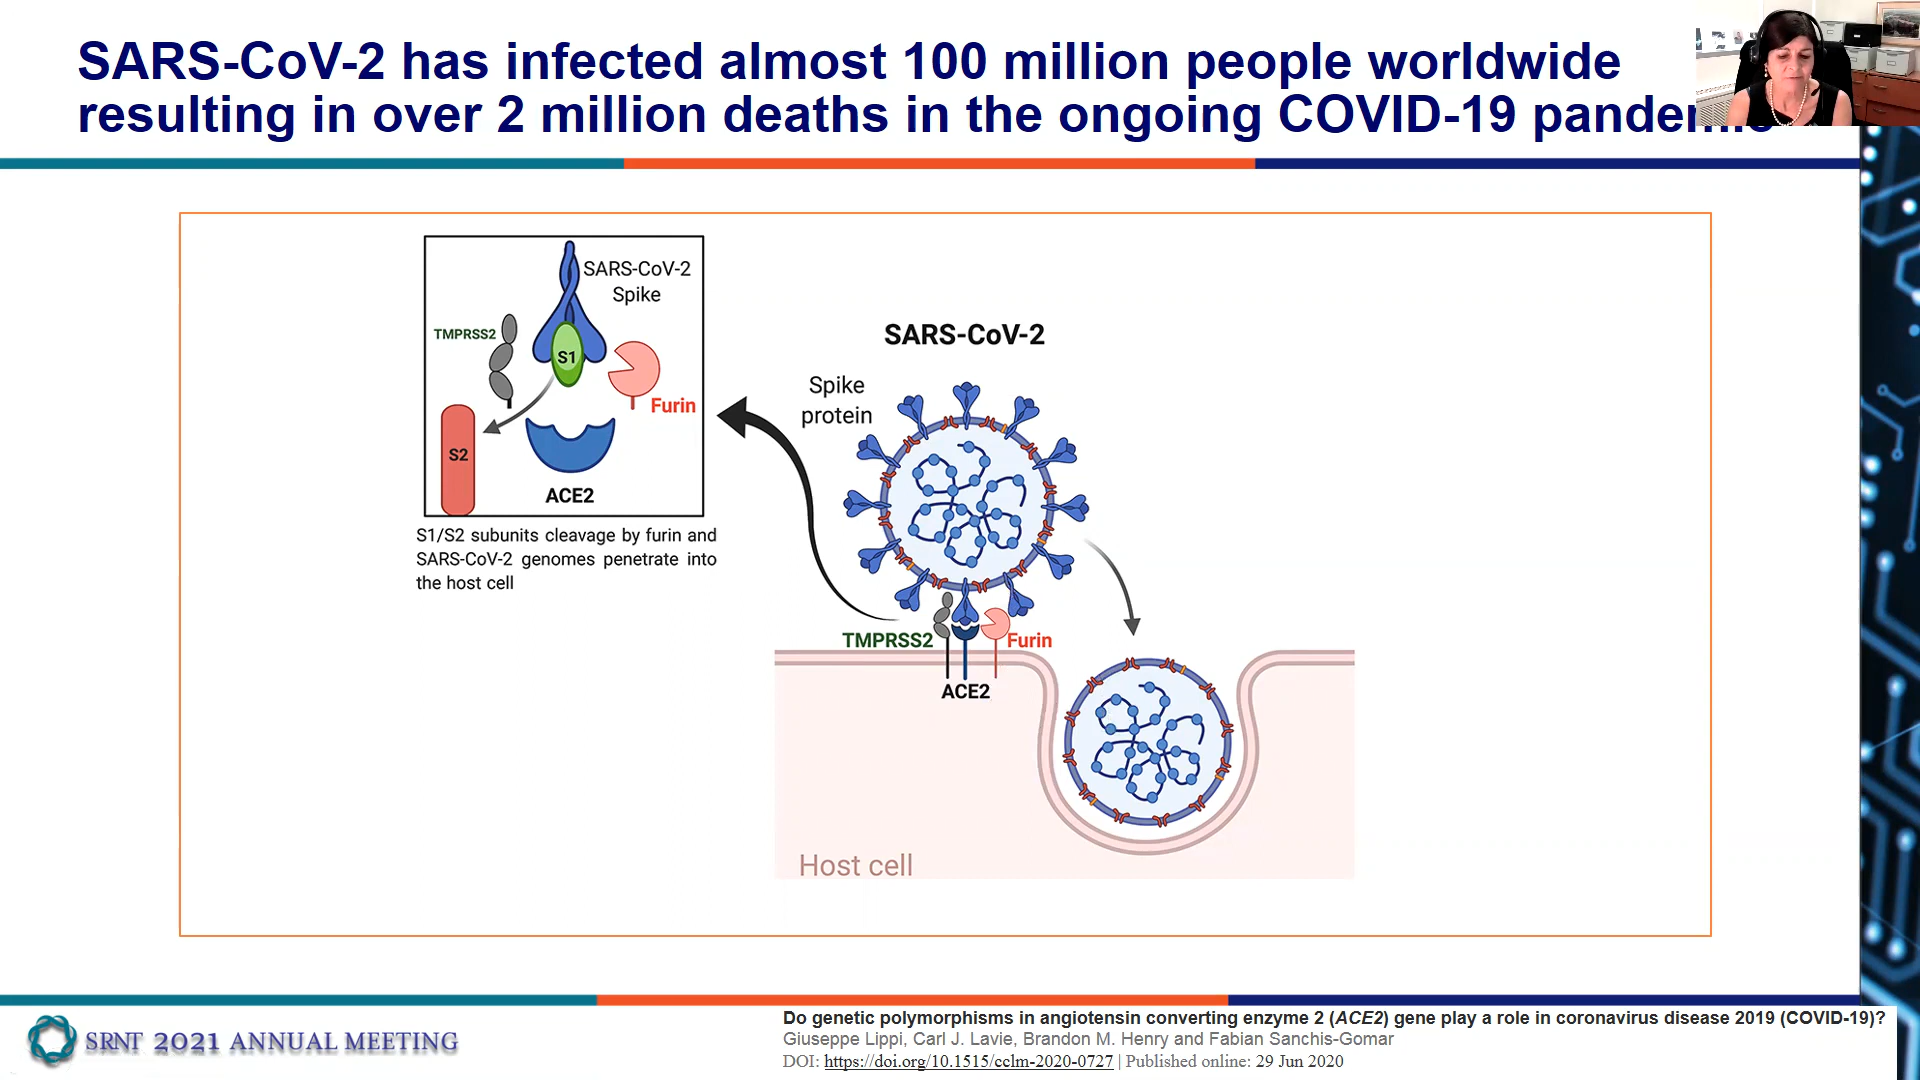 SARS-CoV-2 has infected almost 100 million people worldwide
resulting in over 2 million deaths in the ongoing COVID-19
SARS-CoV-2
Spike
TMPRSS2
S1
Furin
S2
ACE2
S1/S2 subunits cleavage by furin and
SARS-CoV-2 genomes penetrate into
the host cell
SARS-CoV-2
Spike
protein
TMPRSS2
Furin
ACE2
Host cell
SRNT 2021 ANNUAL MEETING
Do genetic polymorphisms in angiotensin converting enzyme 2 (ACE2) gene play a role in coronavirus disease 2019 (COVID-19)?
Giuseppe Lippi, Carl J. Lavie, Brandon M. Henry and Fabian Sanchis-Gomar
DOI: https://doi.org/10.1515/cclm-2020-0727 | Published online: 29 Jun 2020